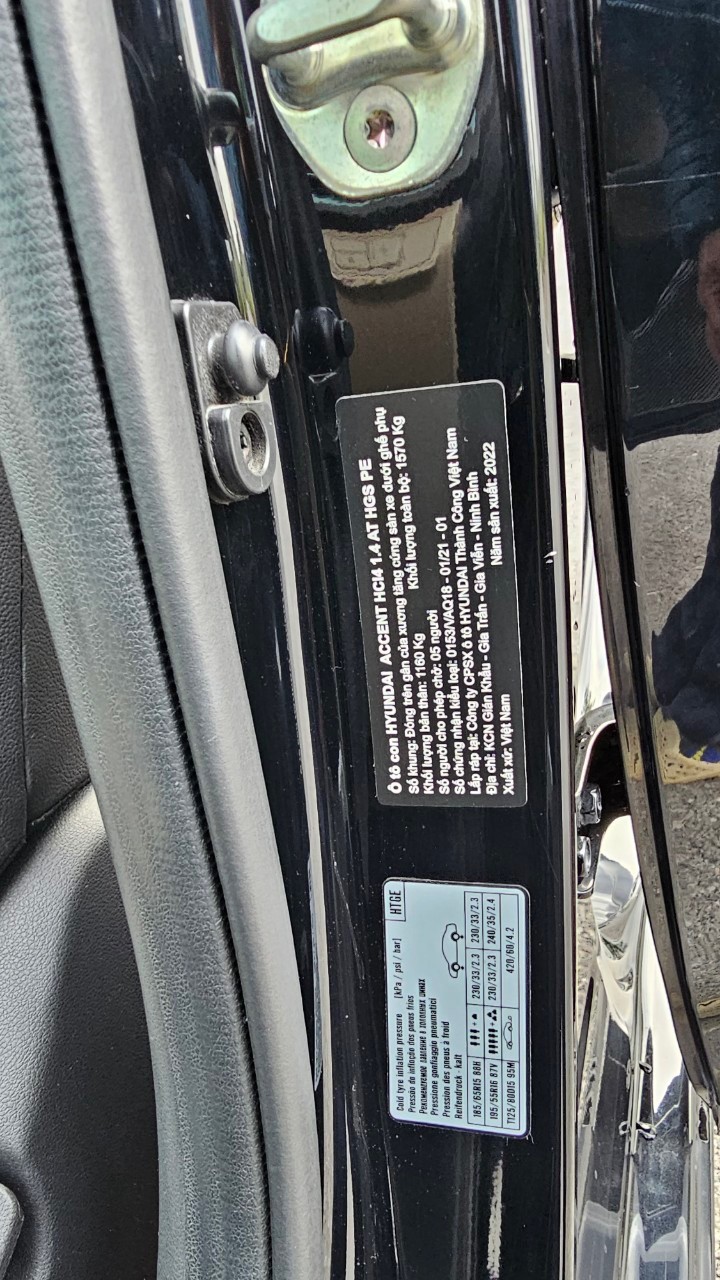 Ô tô con HYUNDAI ACCENT HCI4 1.4 AT HGS PE
Số khung: Đóng trên gân của xương tăng cứng sàn xe dưới ghế phụ
Khối lượng bản thân: 1160 Kg Khối lượng toàn bộ: 1570 Kg
Số người cho phép chở: 05 người
Số chứng nhận kiểu loại: 0153/VAQ18 - 01/21 - 01
Lắp ráp tại: Công ty CPSX ô tô HYUNDAI Thành Công Việt Nam
Địa chỉ: KCN Gián Khẩu - Gia Trấn - Gia Viễn - Ninh Bình
Xuất xứ: Việt Nam Năm sản xuất: 2022
Cold tyre inflation pressure [kPa / psi / bar] HTGE
Pressão de inflação dos pneus frios
Pressione gonfiaggio pneumatici
Pression des pneus à froid
Reifendruck - kalt
185/65R15 88H 230/33/2.3 230/33/2.3
195/55R16 87V 230/33/2.3 240/35/2.4
T125/80D15 95M 420/60/4.2